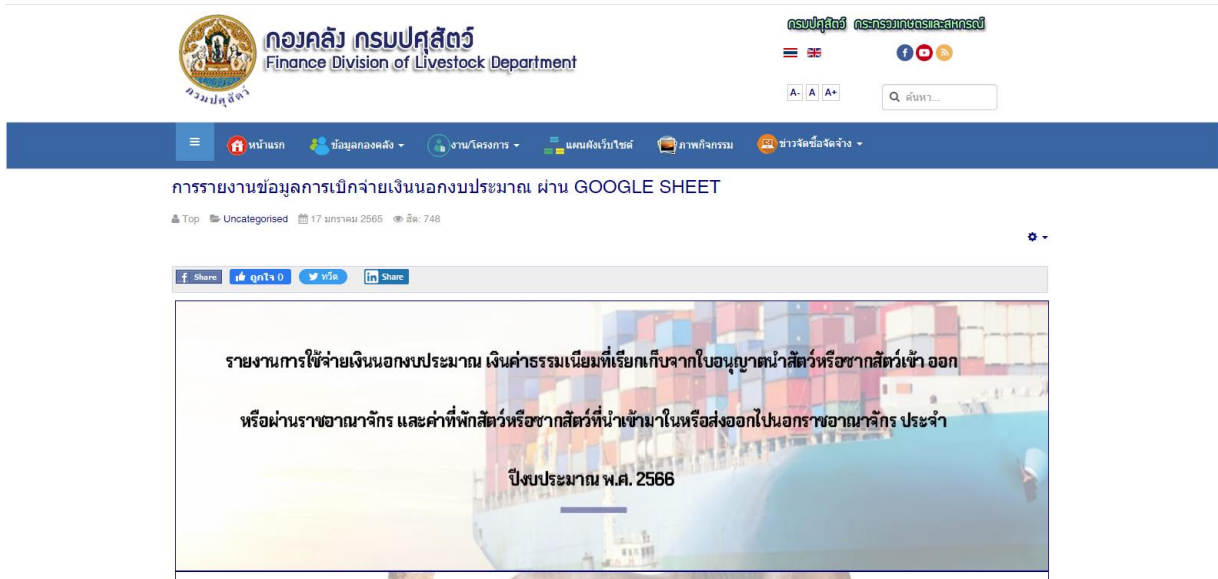 กองคลัง กรมปศุสัตว์
Finance Division of Livestock Department
กรมปศุสัตว์
กรมปศุสัตว์ กระทรวงเกษตรและสหกรณ์
A- A A+
ค้นหา...
หน้าแรก ข้อมูลกองคลัง งาน/โครงการ แผนผังเว็บไซต์ ภาพกิจกรรม ข่าวจัดซื้อจัดจ้าง
การรายงานข้อมูลการเบิกจ่ายเงินนอกงบประมาณ ผ่าน GOOGLE SHEET
Top Uncategorised 17 มกราคม 2565 ฮิต: 748
Share ถูกใจ 0 ทวีต Share
รายงานการใช้จ่ายเงินนอกงบประมาณ เงินค่าธรรมเนียมที่เรียกเก็บจากใบอนุญาตนำสัตว์หรือซากสัตว์เข้า ออก
หรือผ่านราชอาณาจักร และค่าที่พักสัตว์หรือซากสัตว์ที่นำเข้ามาในหรือส่งออกไปนอกราชอาณาจักร ประจำ
ปีงบประมาณ พ.ศ. 2566